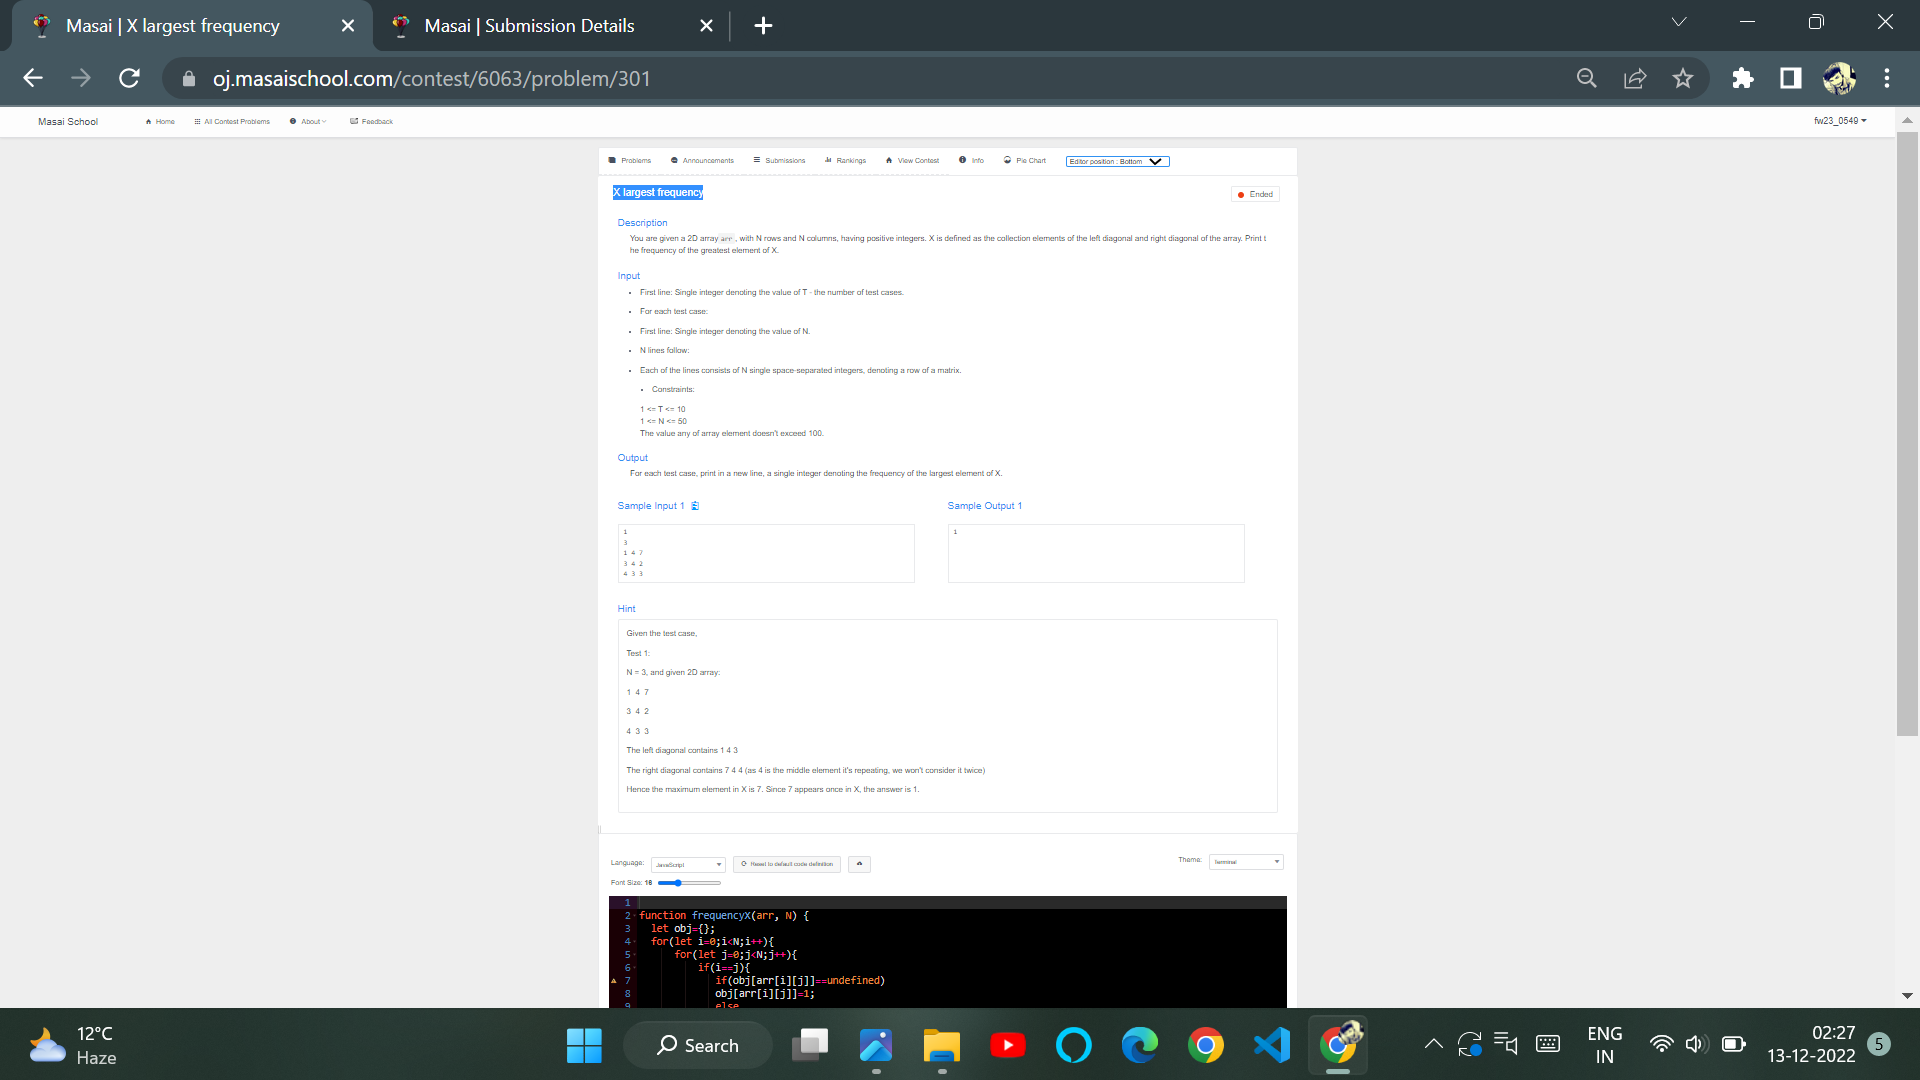 Masai | X largest frequency
Masai | Submission Details
oj.masaischool.com/contest/6063/problem/301
Masai School
Home
All Contest Problems
About
Feedback
fw23_0549
Problems
Announcements
Submissions
Rankings
View Contest
Info
Pie Chart
Editor position : Bottom
X largest frequency
Ended
Description
You are given a 2D array arr , with N rows and N columns, having positive integers. X is defined as the collection elements of the left diagonal and right diagonal of the array. Print t
he frequency of the greatest element of X.
Input
• First line: Single integer denoting the value of T - the number of test cases.
• For each test case:
• First line: Single integer denoting the value of N.
• N lines follow:
• Each of the lines consists of N single space-separated integers, denoting a row of a matrix.
• Constraints:
1 <= T <= 10
1 <= N <= 50
The value any of array element doesn't exceed 100.
Output
For each test case, print in a new line, a single integer denoting the frequency of the largest element of X.
Sample Input 1
Sample Output 1
1
3
1 4 7
3 4 2
4 3 3
1
Hint
Given the test case,
Test 1:
N = 3, and given 2D array:
1 4 7
3 4 2
4 3 3
The left diagonal contains 1 4 3
The right diagonal contains 7 4 4 (as 4 is the middle element it's repeating, we won't consider it twice)
Hence the maximum element in X is 7. Since 7 appears once in X, the answer is 1.
Language:
JavaScript
Reset to default code definition
Theme:
Terminal
Font Size: 16
1
2 function frequencyX(arr, N) {
3 let obj={};
4 for(let i=0;i<N;i++){
5 for(let j=0;j<N;j++){
6 if(i==j){
7 if(obj[arr[i][j]]==undefined)
8 obj[arr[i][j]]=1;
9 else
12°C
Haze
Search
ENG
IN
02:27
13-12-2022
5